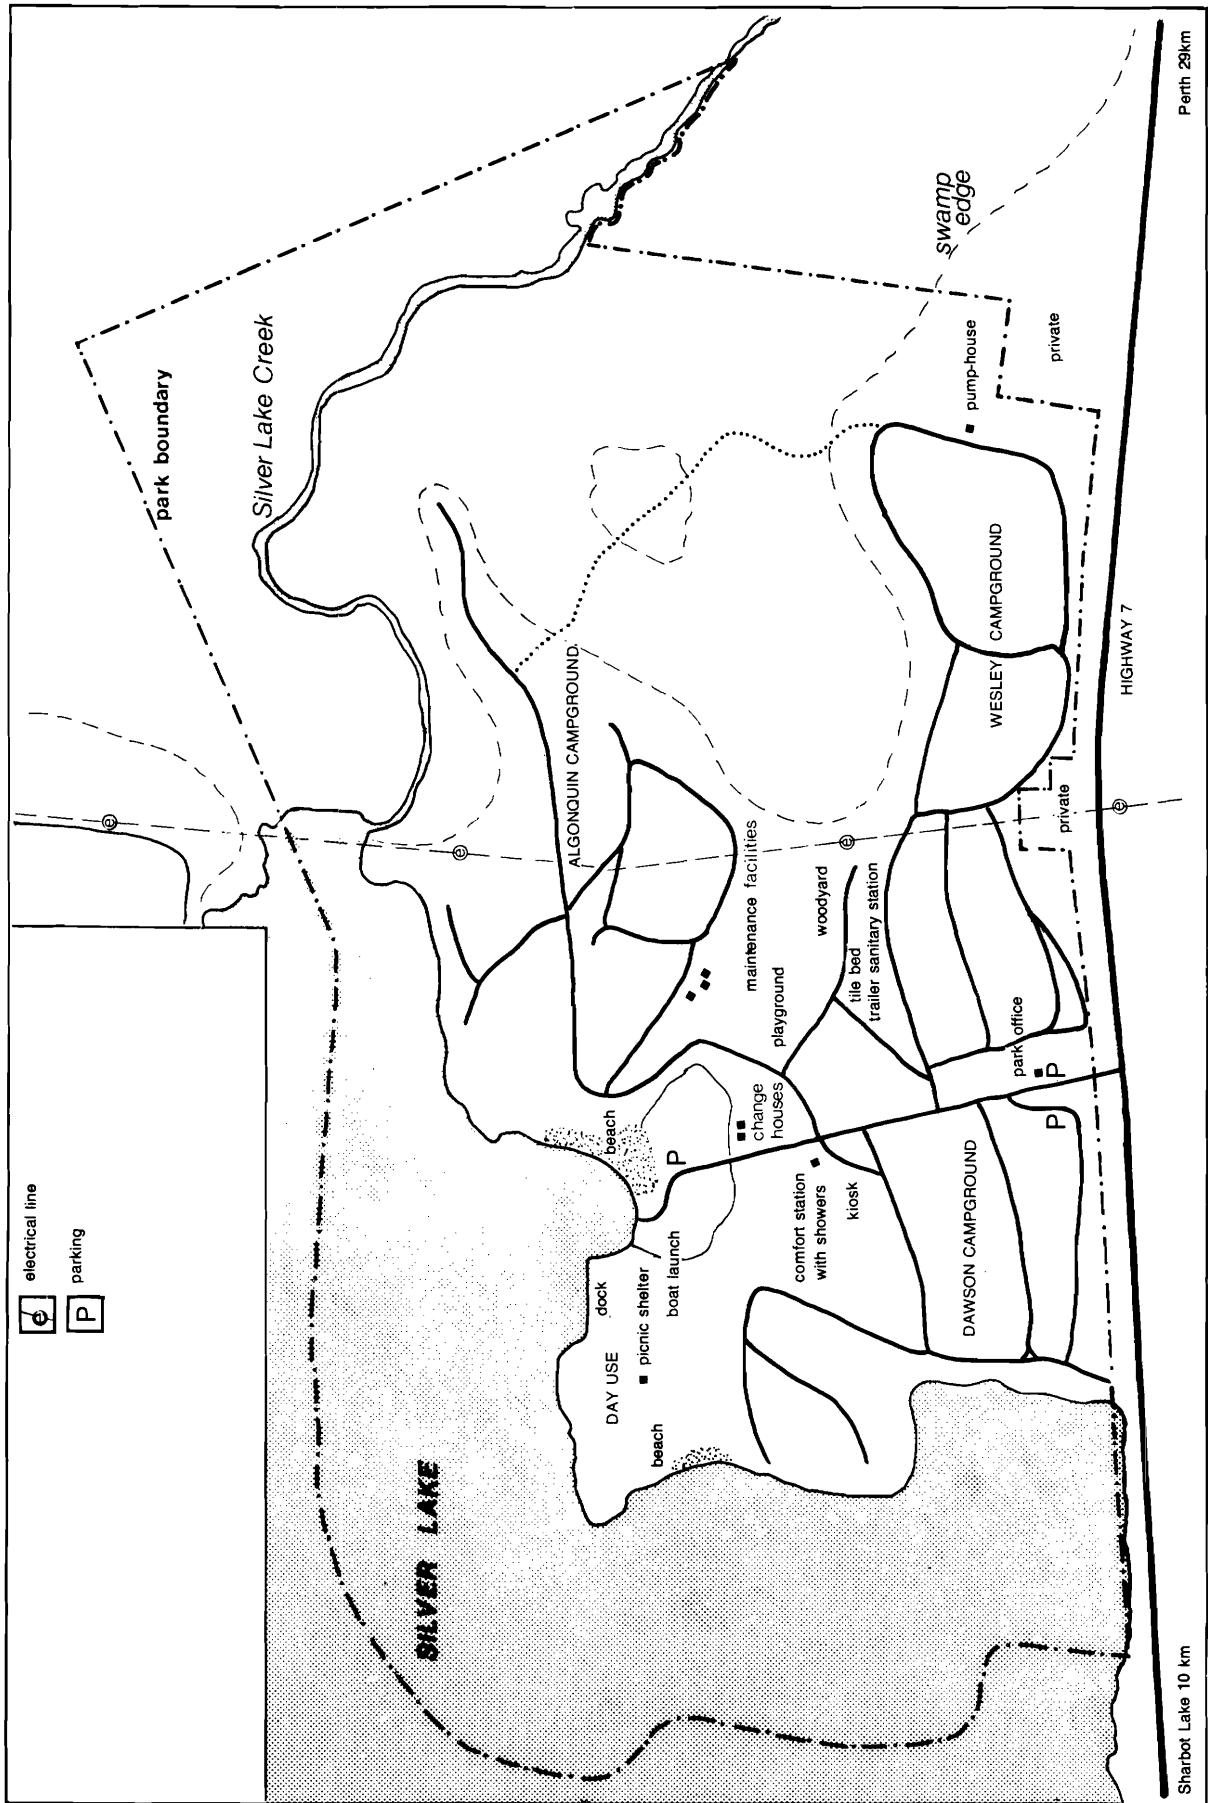 e electrical line
P parking
SILVER LAKE
park boundary
Silver Lake Creek
swamp
edge
ALGONQUIN CAMPGROUND
beach
dock
DAY USE
picnic shelter
boat launch
beach
P
change
houses
playground
maintenance facilities
woodyard
tile bed
trailer sanitary station
comfort station
with showers
kiosk
DAWSON CAMPGROUND
park office
P
P
WESLEY CAMPGROUND
pump-house
private
private
e
e
e
e
HIGHWAY 7
Sharbot Lake 10 km
Perth 29km